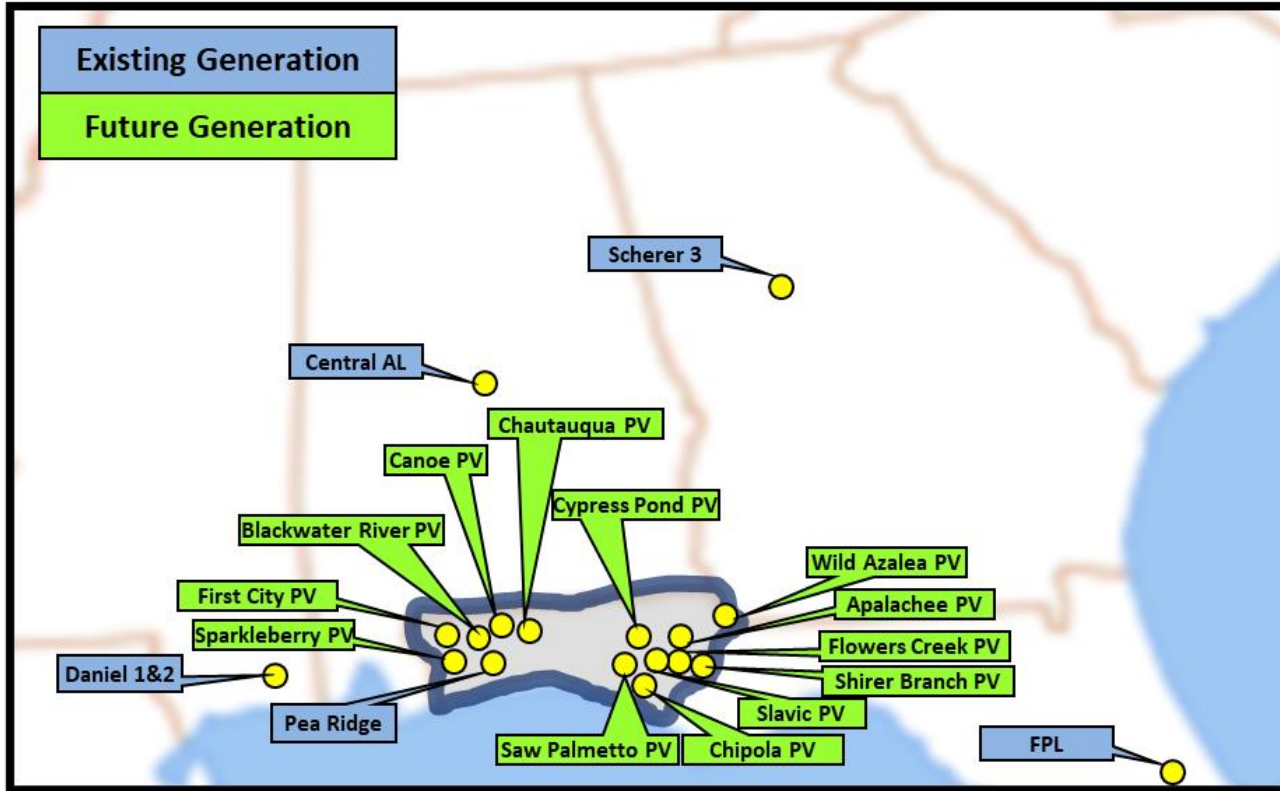 Existing Generation
Future Generation
Scherer 3
Central AL
Chautauqua PV
Canoe PV
Cypress Pond PV
Blackwater River PV
Wild Azalea PV
First City PV
Apalachee PV
Sparkleberry PV
Flowers Creek PV
Daniel 1&2
Shirer Branch PV
Pea Ridge
Slavic PV
Saw Palmetto PV
Chipola PV
FPL